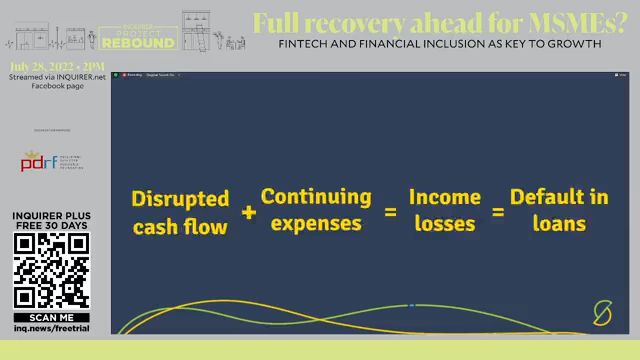 INQUIRER
PROJECT
REBOUND
Full recovery ahead for MSMEs?
FINTECH AND FINANCIAL INCLUSION AS KEY TO GROWTH
July 28, 2022 • 2PM
Streamed via INQUIRER.net
Facebook page
pdrf
INQUIRER PLUS
FREE 30 DAYS
SCAN ME
inq.news/freetrial
Recording
Disrupted
cash flow
+
Continuing
expenses
=
Income
losses
=
Default in
loans